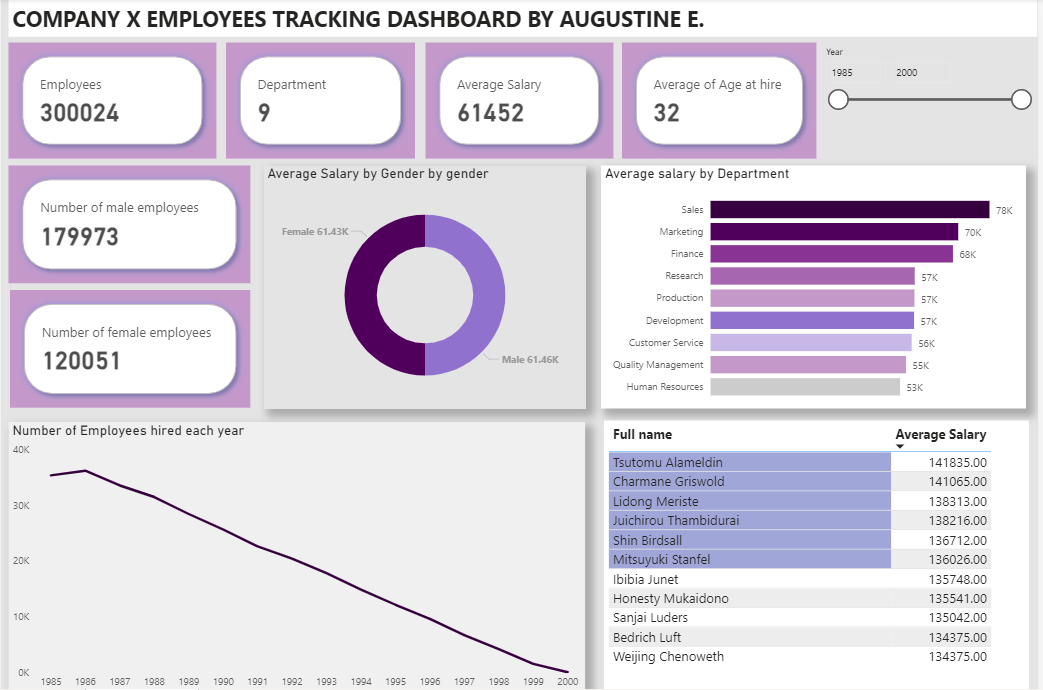 COMPANY X EMPLOYEES TRACKING DASHBOARD BY AUGUSTINE E.
Employees
300024
Department
9
Average Salary
61452
Average of Age at hire
32
Year
1985 2000
Number of male employees
179973
Number of female employees
120051
Average Salary by Gender by gender
Female 61.43K
Male 61.46K
Average salary by Department
Sales 78K
Marketing 70K
Finance 68K
Research 57K
Production 57K
Development 57K
Customer Service 56K
Quality Management 55K
Human Resources 53K
Number of Employees hired each year
40K
30K
20K
10K
0K
1985 1986 1987 1988 1989 1990 1991 1992 1993 1994 1995 1996 1997 1998 1999 2000
Full name Average Salary
Tsutomu Alameldin 141835.00
Charmane Griswold 141065.00
Lidong Meriste 138313.00
Juichirou Thambidurai 138216.00
Shin Birdsall 136712.00
Mitsuyuki Stanfel 136026.00
Ibibia Junet 135748.00
Honesty Mukaidono 135541.00
Sanjai Luders 135042.00
Bedrich Luft 134375.00
Weijing Chenoweth 134375.00